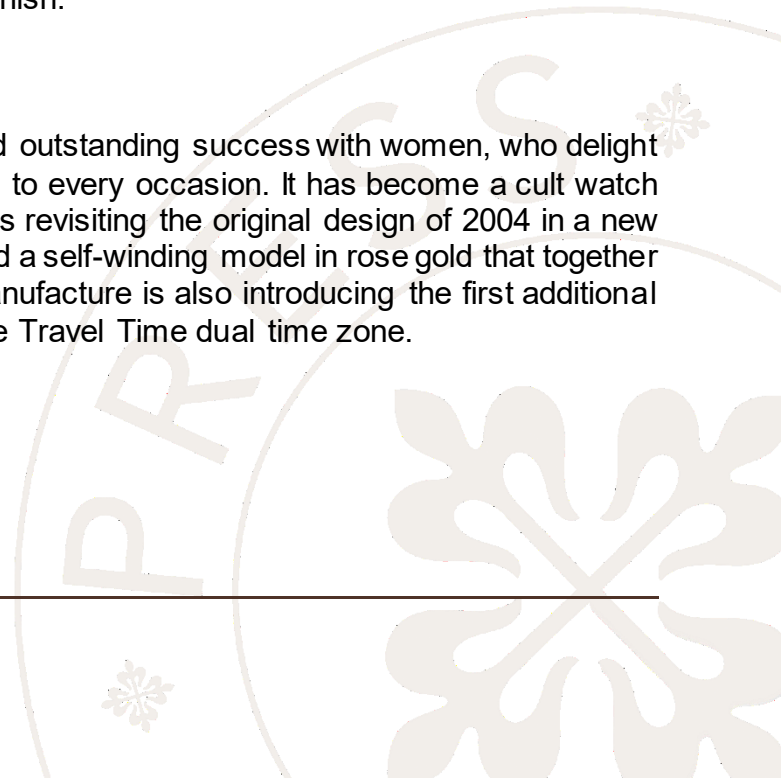 outstanding success with women, who delight
to every occasion. It has become a cult watch
revisiting the original design of 2004 in a new
a self-winding model in rose gold that together
is also introducing the first additional
Travel Time dual time zone.
PRESS